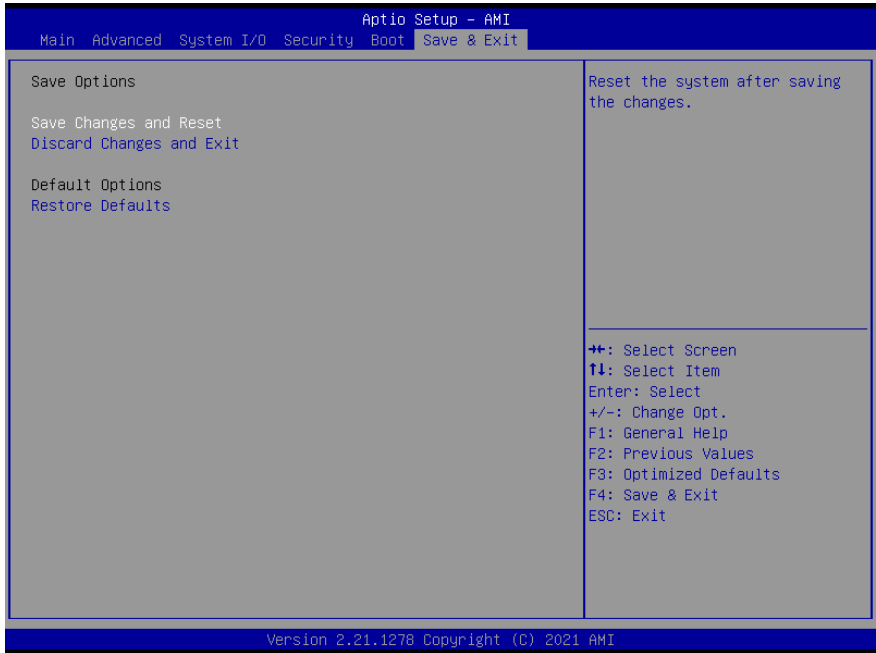 Aptio Setup – AMI
Main Advanced System I/O Security Boot Save & Exit
Save Options
Save Changes and Reset
Discard Changes and Exit
Default Options
Restore Defaults
Reset the system after saving
the changes.
→←: Select Screen
↑↓: Select Item
Enter: Select
+/-: Change Opt.
F1: General Help
F2: Previous Values
F3: Optimized Defaults
F4: Save & Exit
ESC: Exit
Version 2.21.1278 Copyright (C) 2021 AMI